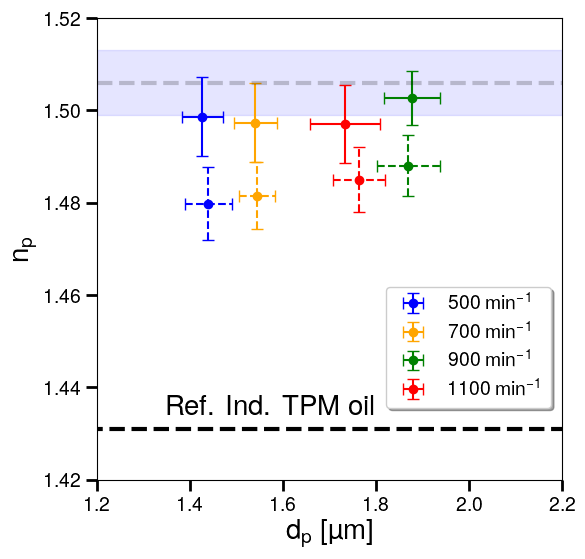 1.52
1.50
1.48
1.46
1.44
1.42
nₚ
500 min⁻¹
700 min⁻¹
900 min⁻¹
1100 min⁻¹
Ref. Ind. TPM oil
1.2
1.4
1.6
1.8
2.0
2.2
dₚ [µm]